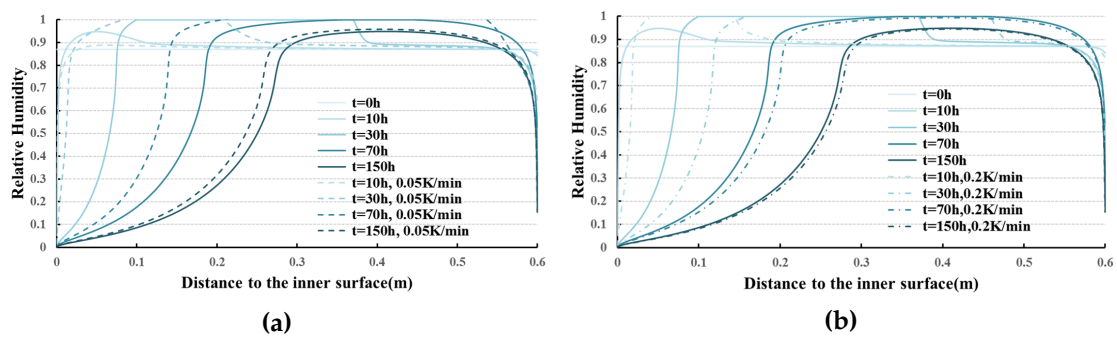 1
0.9
0.8
0.7
0.6
0.5
0.4
0.3
0.2
0.1
0
Relative Humidity
t=0h
t=10h
t=30h
t=70h
t=150h
t=10h, 0.05K/min
t=30h, 0.05K/min
t=70h, 0.05K/min
t=150h, 0.05K/min
0 0.1 0.2 0.3 0.4 0.5 0.6
Distance to the inner surface(m)
(a)
1
0.9
0.8
0.7
0.6
0.5
0.4
0.3
0.2
0.1
0
Relative Humidity
t=0h
t=10h
t=30h
t=70h
t=150h
t=10h,0.2K/min
t=30h,0.2K/min
t=70h,0.2K/min
t=150h,0.2K/min
0 0.1 0.2 0.3 0.4 0.5 0.6
Distance to the inner surface(m)
(b)